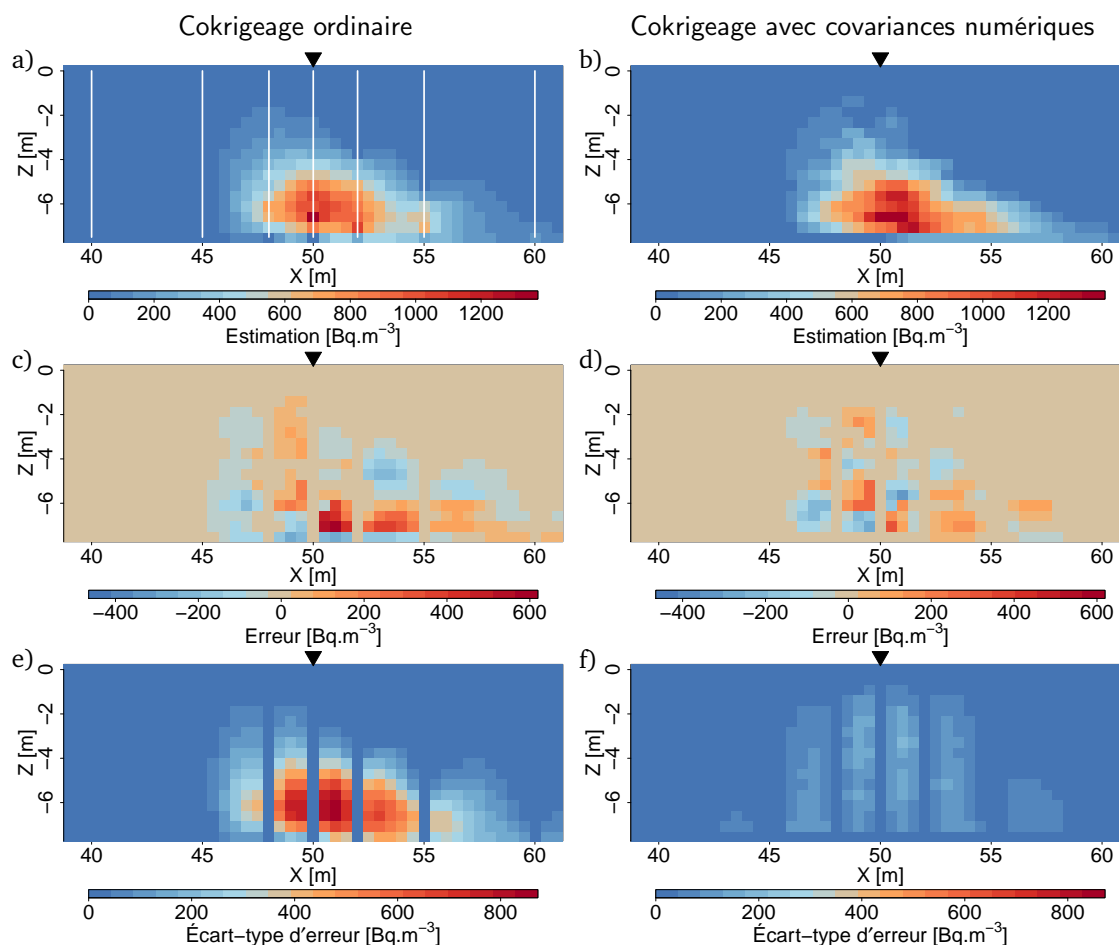 Cokrigeage ordinaire
Cokrigeage avec covariances numériques
a)
b)
0
−2
−4
−6
Z [m]
0
−2
−4
−6
Z [m]
40 45 50 55 60
X [m]
40 45 50 55 60
X [m]
0 200 400 600 800 1000 1200
Estimation [Bq.m⁻³]
0 200 400 600 800 1000 1200
Estimation [Bq.m⁻³]
c)
d)
0
−2
−4
−6
Z [m]
0
−2
−4
−6
Z [m]
40 45 50 55 60
X [m]
40 45 50 55 60
X [m]
−400 −200 0 200 400 600
Erreur [Bq.m⁻³]
−400 −200 0 200 400 600
Erreur [Bq.m⁻³]
e)
f)
0
−2
−4
−6
Z [m]
0
−2
−4
−6
Z [m]
40 45 50 55 60
X [m]
40 45 50 55 60
X [m]
0 200 400 600 800
Écart−type d'erreur [Bq.m⁻³]
0 200 400 600 800
Écart−type d'erreur [Bq.m⁻³]